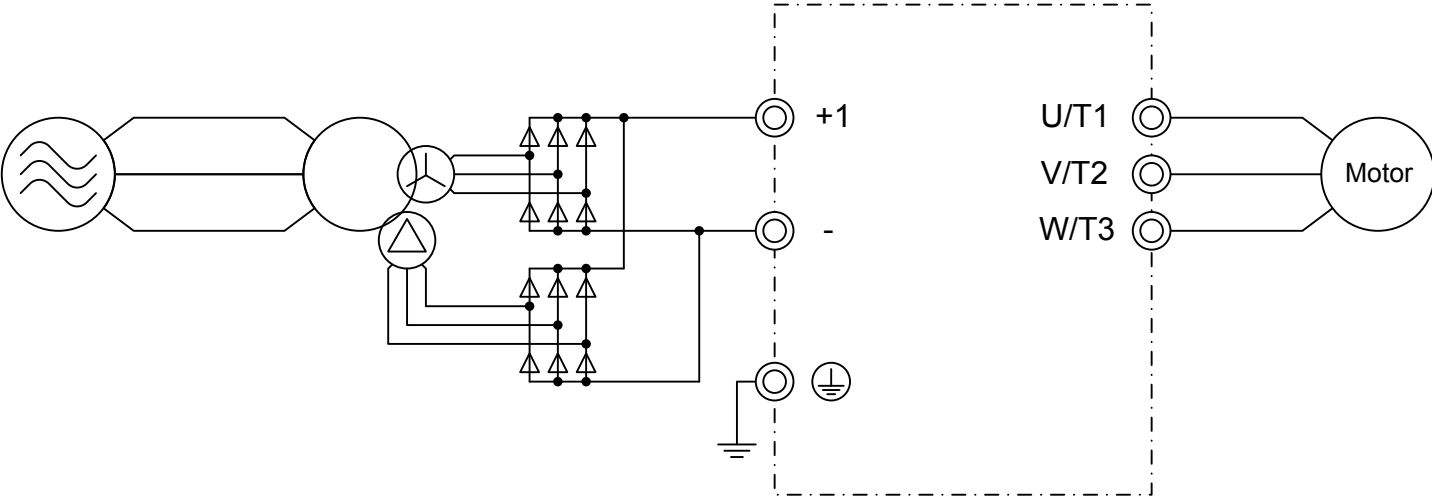 +1
U/T1
V/T2
Motor
-
W/T3